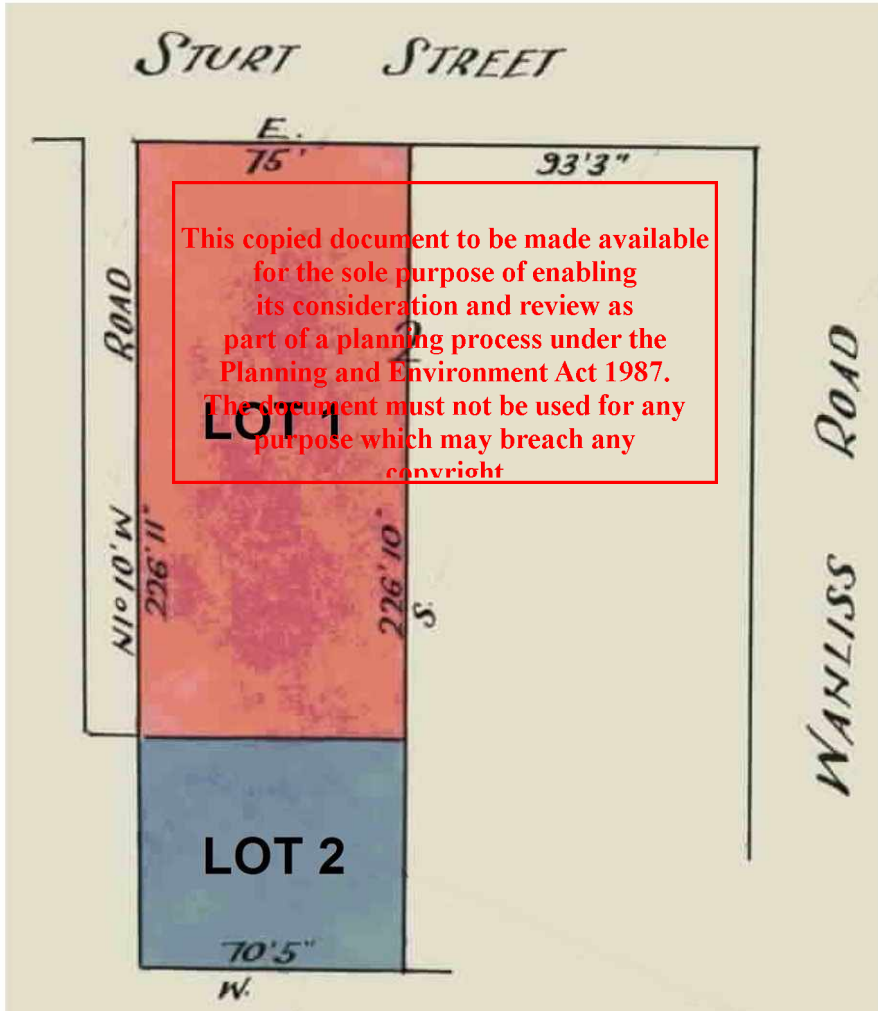 STURT STREET
E.
75'
93'3"
This copied document to be made available
for the sole purpose of enabling
its consideration and review as
part of a planning process under the
Planning and Environment Act 1987.
The document must not be used for any
purpose which may breach any
copyright
ROAD
2
LOT 1
N1°10'W
226'11"
226'10"
S.
WANLISS ROAD
LOT 2
70'5"
W.